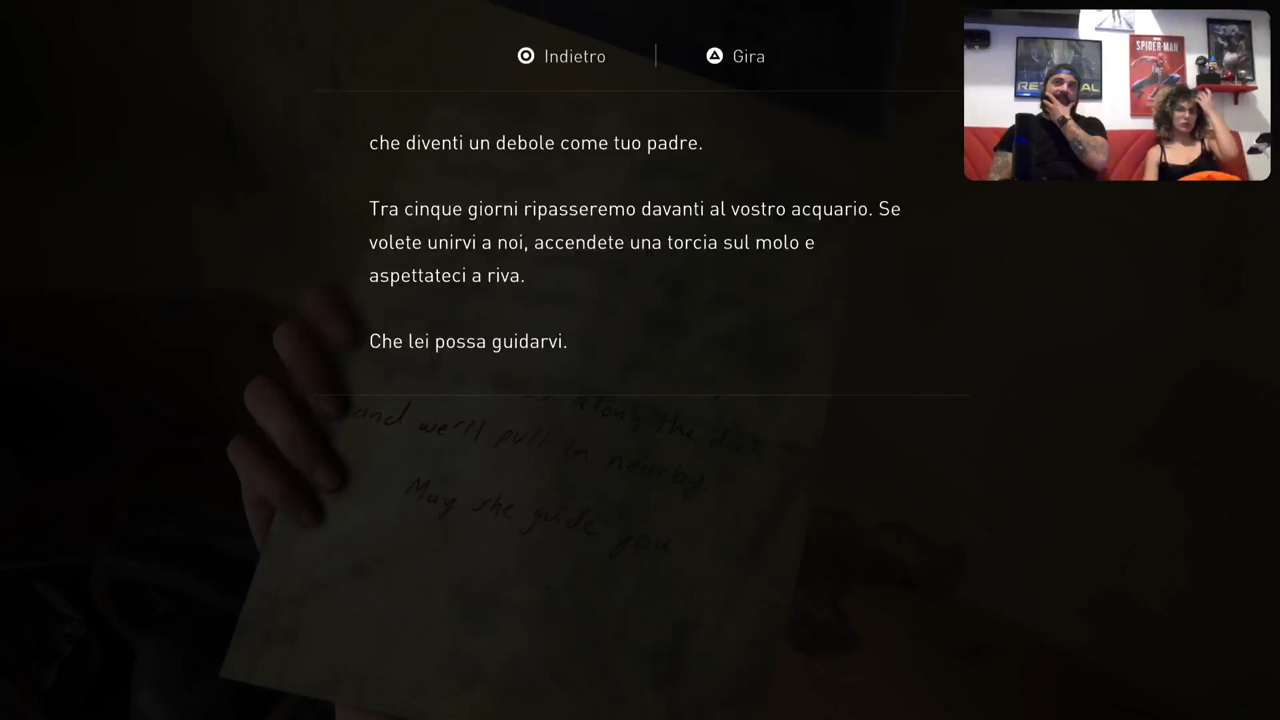 Indietro
Gira
SPIDER-MAN
che diventi un debole come tuo padre.
Tra cinque giorni ripasseremo davanti al vostro acquario. Se
volete unirvi a noi, accendete una torcia sul molo e
aspettateci a riva.
Che lei possa guidarvi.
along the
and we'll pull in nearby.
May she guide you